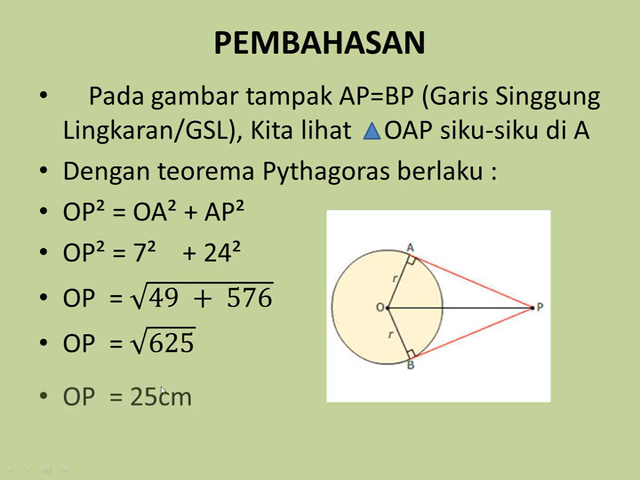 PEMBAHASAN
• Pada gambar tampak AP=BP (Garis Singgung
Lingkaran/GSL), Kita lihat OAP siku-siku di A
• Dengan teorema Pythagoras berlaku :
• OP² = OA² + AP²
• OP² = 7² + 24²
• OP = √49 + 576
• OP = √625
• OP = 25cm
A
r
O
P
r
B